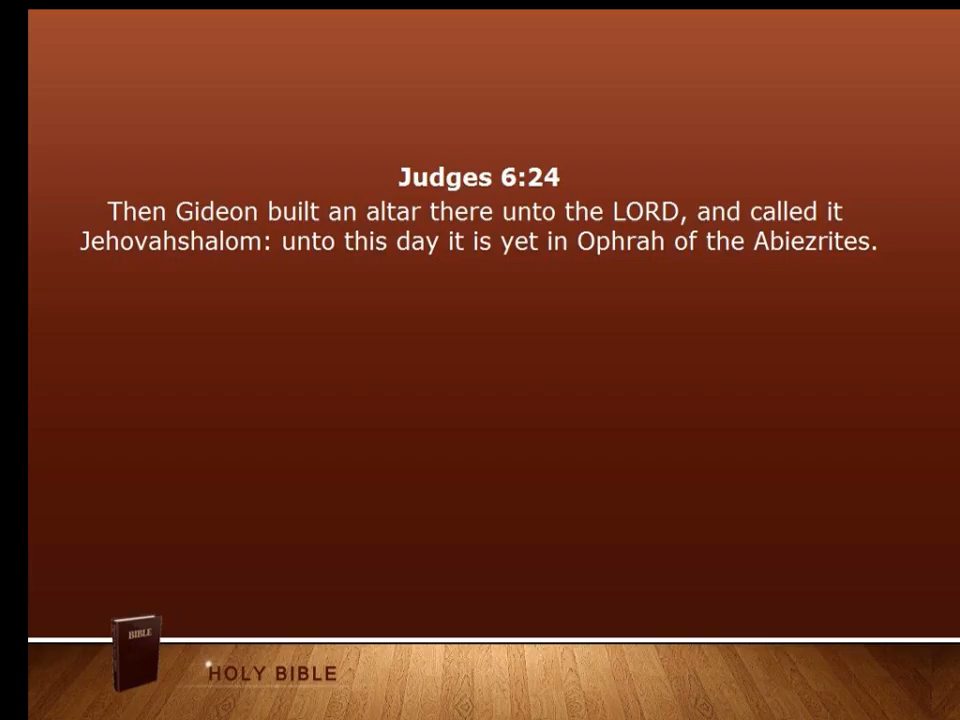 Judges 6:24
Then Gideon built an altar there unto the LORD, and called it
Jehovahshalom: unto this day it is yet in Ophrah of the Abiezrites.
BIBLE
HOLY BIBLE